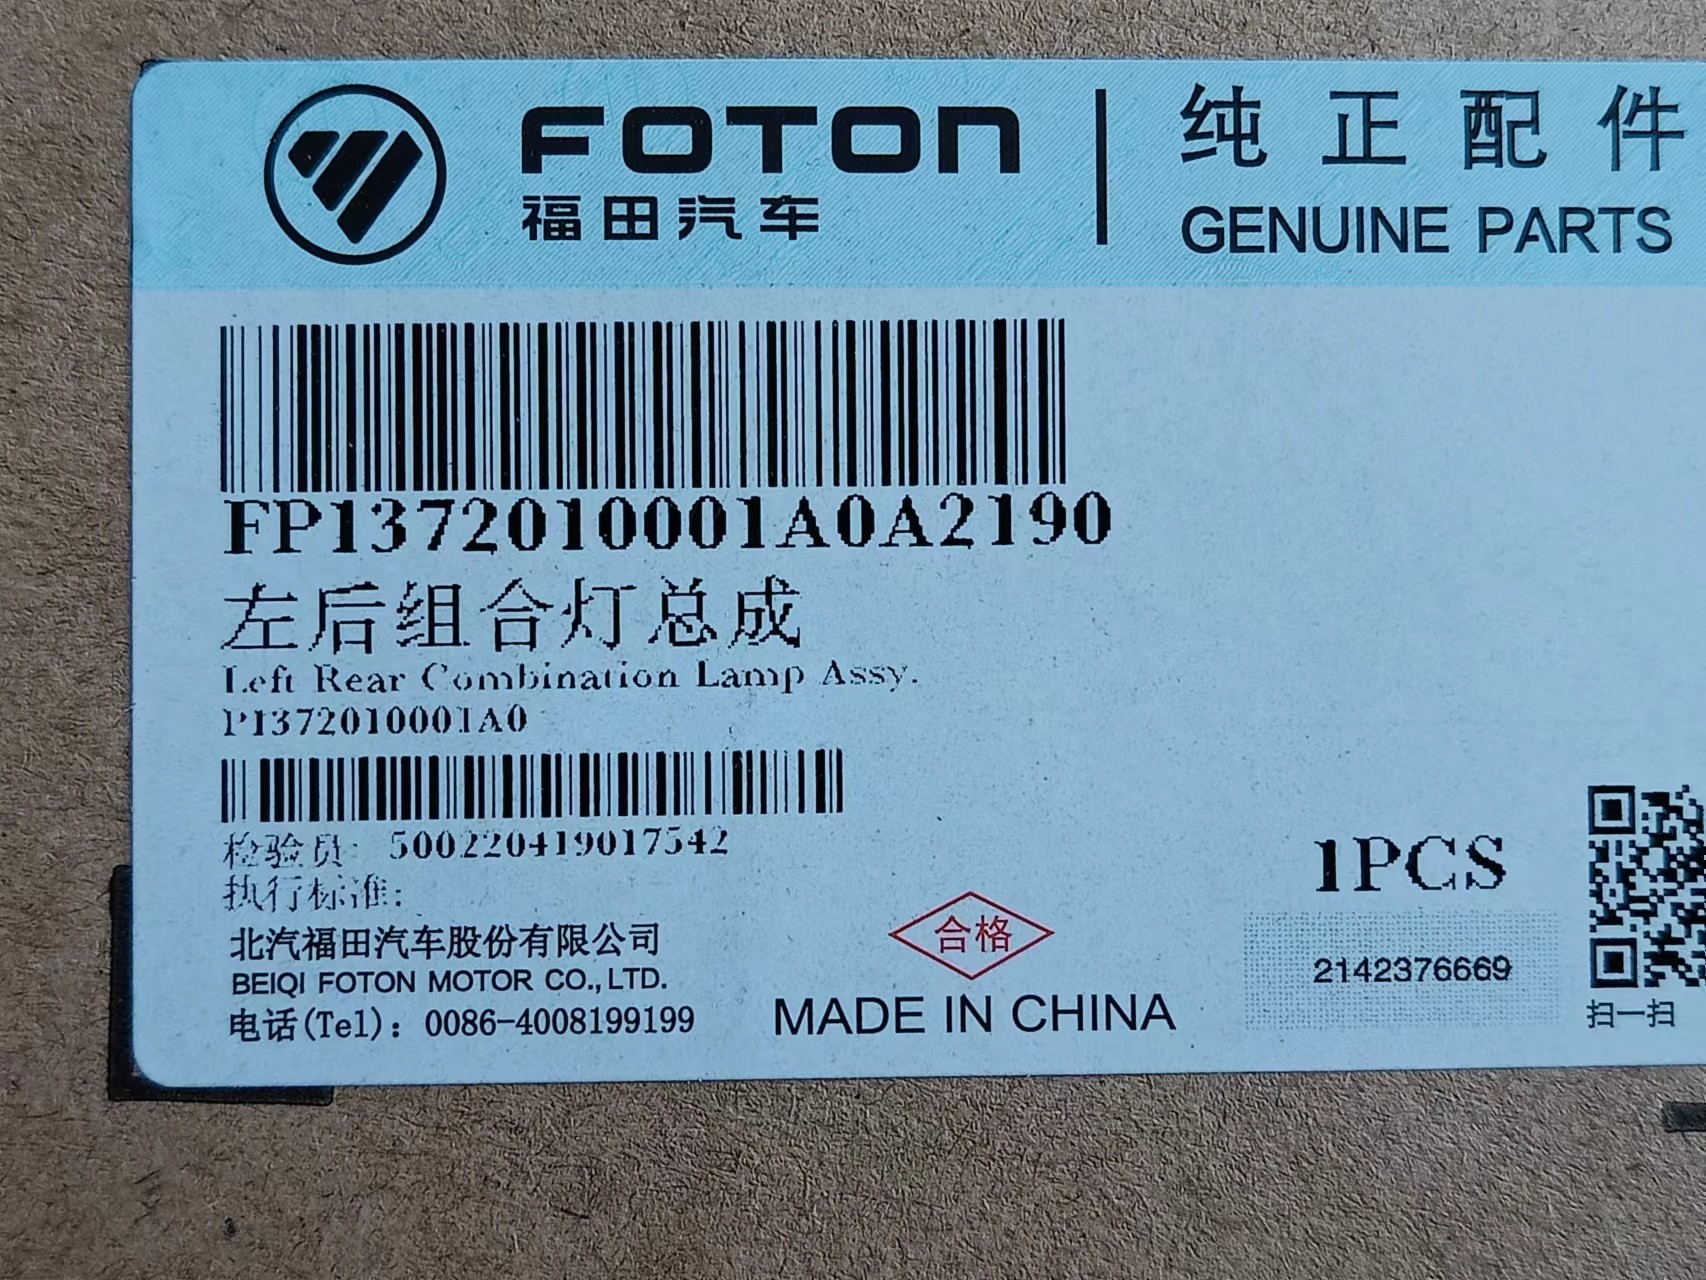 FOTON
福田汽车
纯正配件
GENUINE PARTS
FP1372010001A0A2190
左后组合灯总成
Left Rear Combination Lamp Assy.
P1372010001A0
检验员: 500220419017542
执行标准:
北汽福田汽车股份有限公司
BEIQI FOTON MOTOR CO.,LTD.
电话(Tel): 0086-4008199199
合格
MADE IN CHINA
1PCS
2142376669
扫一扫